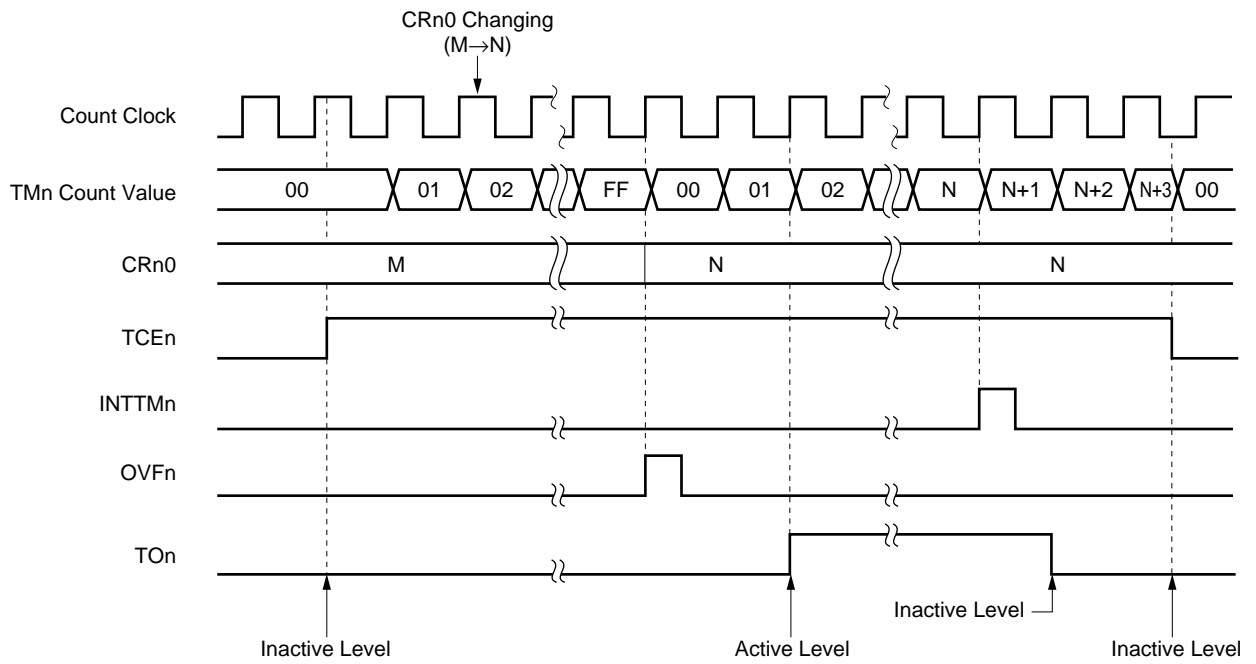 CRn0 Changing
(M→N)
Count Clock
TMn Count Value 00 01 02 FF 00 01 02 N N+1 N+2 N+3 00
CRn0 M N N
TCEn
INTTMn
OVFn
TOn
Inactive Level
Inactive Level Active Level Inactive Level